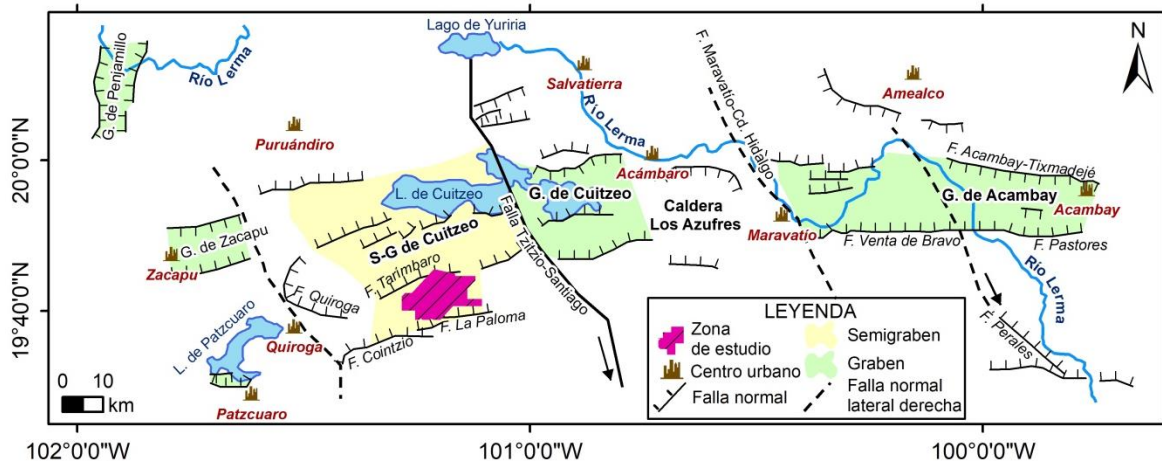 Lago de Yuriria
N
Río Lerma
G. de Penjamillo
Salvatierra
F. Maravatío-Cd. Hidalgo
Amealco
Puruándiro
Río Lerma
20°0'0"N
Acámbaro
F. Acambay-Tixmadejé
L. de Cuitzeo
G. de Cuitzeo
G. de Acambay
Acambay
G. de Zacapu
S-G de Cuitzeo
Falla Tzitzio-Santiago
Caldera
Los Azufres
Maravatío
F. Venta de Bravo
F. Pastores
Zacapu
F. Tarímbaro
F. Quiroga
Río Lerma
19°40'0"N
L. de Patzcuaro
Quiroga
F. Cointzio
F. La Paloma
F. Perales
LEYENDA
Zona
de estudio
Semigraben
Centro urbano
Graben
Falla normal
Falla normal
lateral derecha
0 10
km
Patzcuaro
102°0'0"W
101°0'0"W
100°0'0"W